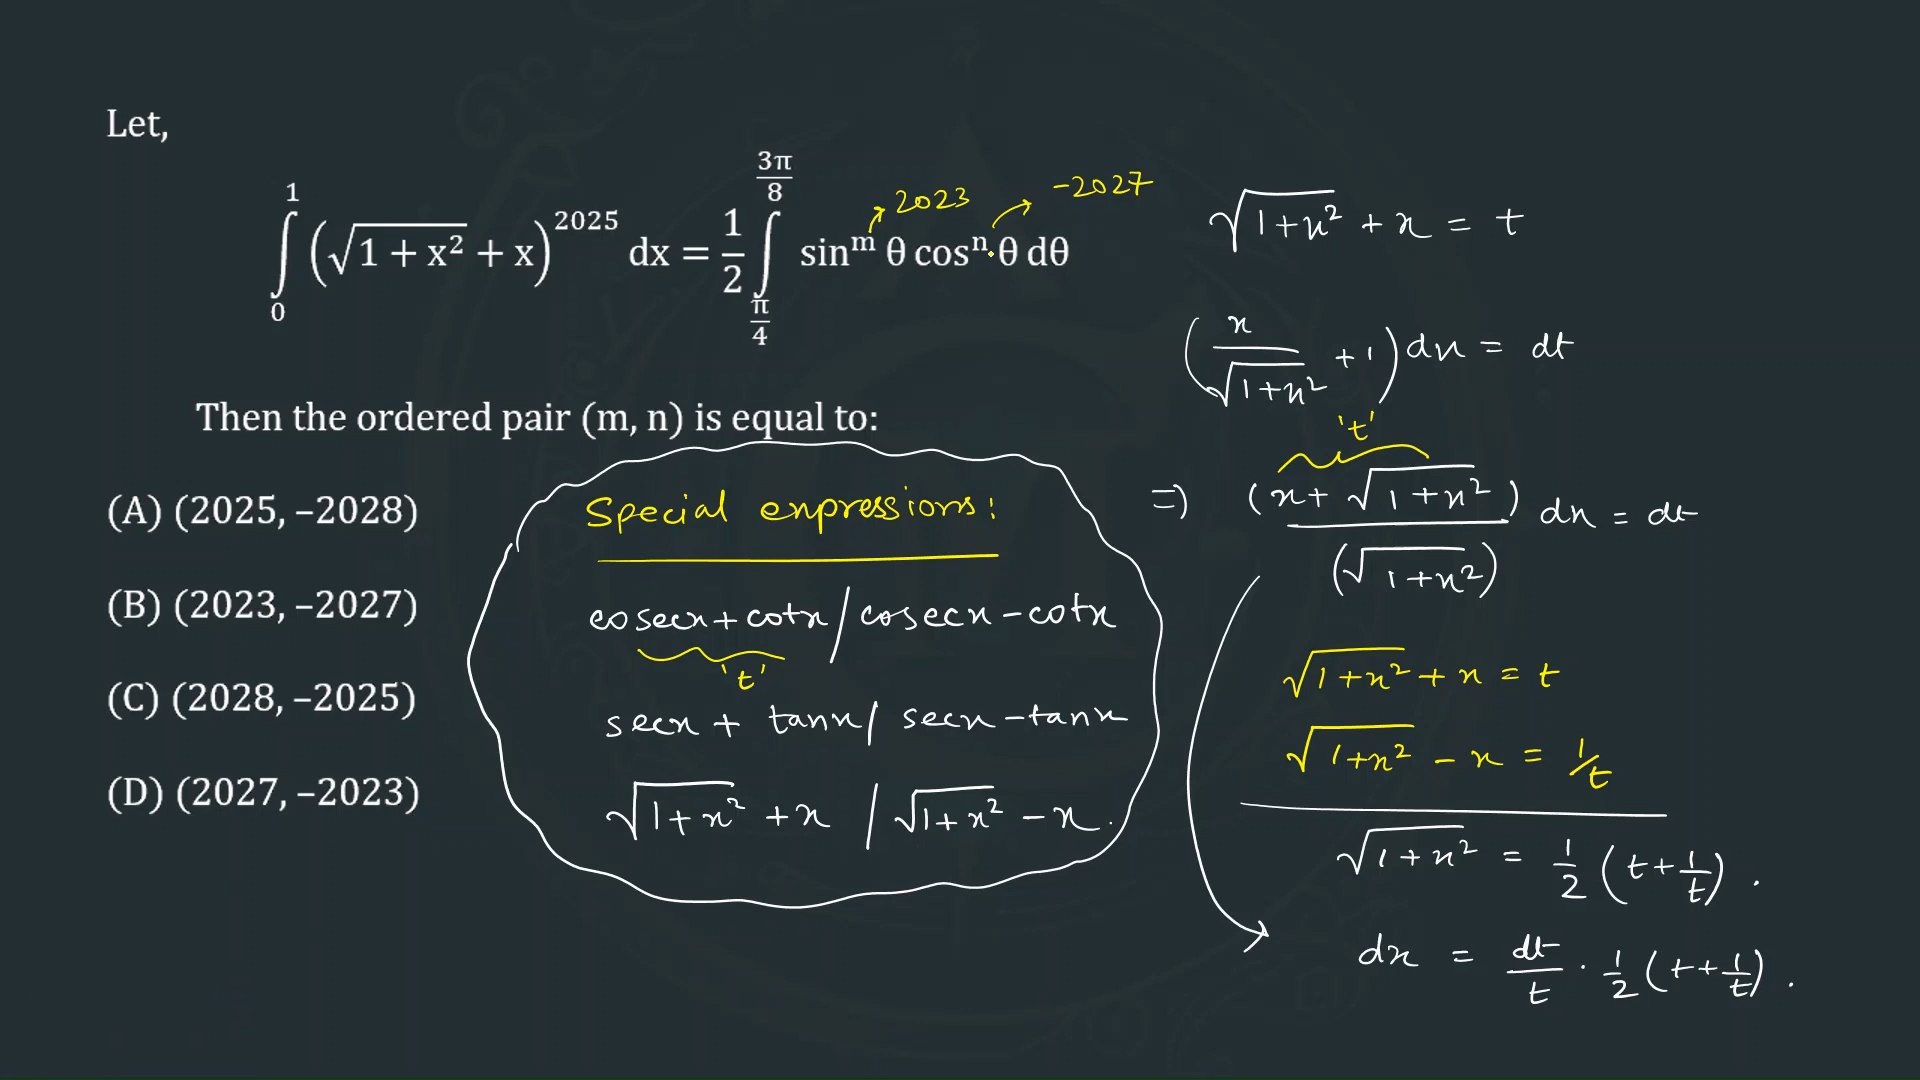 Let,
∫₀¹ (√(1 + x²) + x)²⁰²⁵ dx = 1/2 ∫_{π/4}^{3π/8} sinᵐ θ cosⁿ θ dθ
2023
-2027
Then the ordered pair (m, n) is equal to:
(A) (2025, –2028)
(B) (2023, –2027)
(C) (2028, –2025)
(D) (2027, –2023)
Special expressions:
cosecx + cotx / cosecx - cotx
't'
secx + tanx / secx - tanx
√(1+x²) + x / √(1+x²) - x.
√(1+x²) + x = t
(x/√(1+x²) + 1) dx = dt
't'
=) (x + √(1+x²))/(√(1+x²)) dx = dt
√(1+x²) + x = t
√(1+x²) - x = 1/t
√(1+x²) = 1/2 (t + 1/t).
dx = dt/t · 1/2 (t + 1/t).